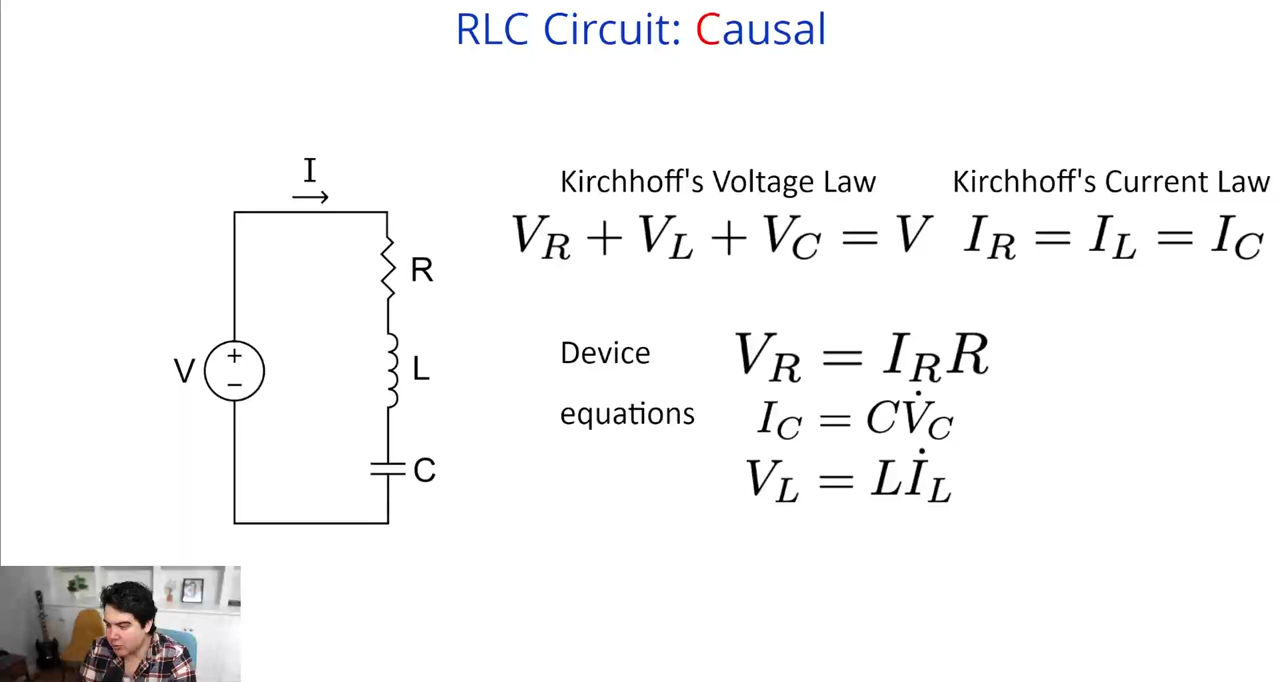 RLC Circuit: Causal
I
→
R
V
+
−
L
C
Kirchhoff's Voltage Law
V_R + V_L + V_C = V
Kirchhoff's Current Law
I_R = I_L = I_C
Device
equations
V_R = I_R R
I_C = C V̇_C
V_L = L İ_L